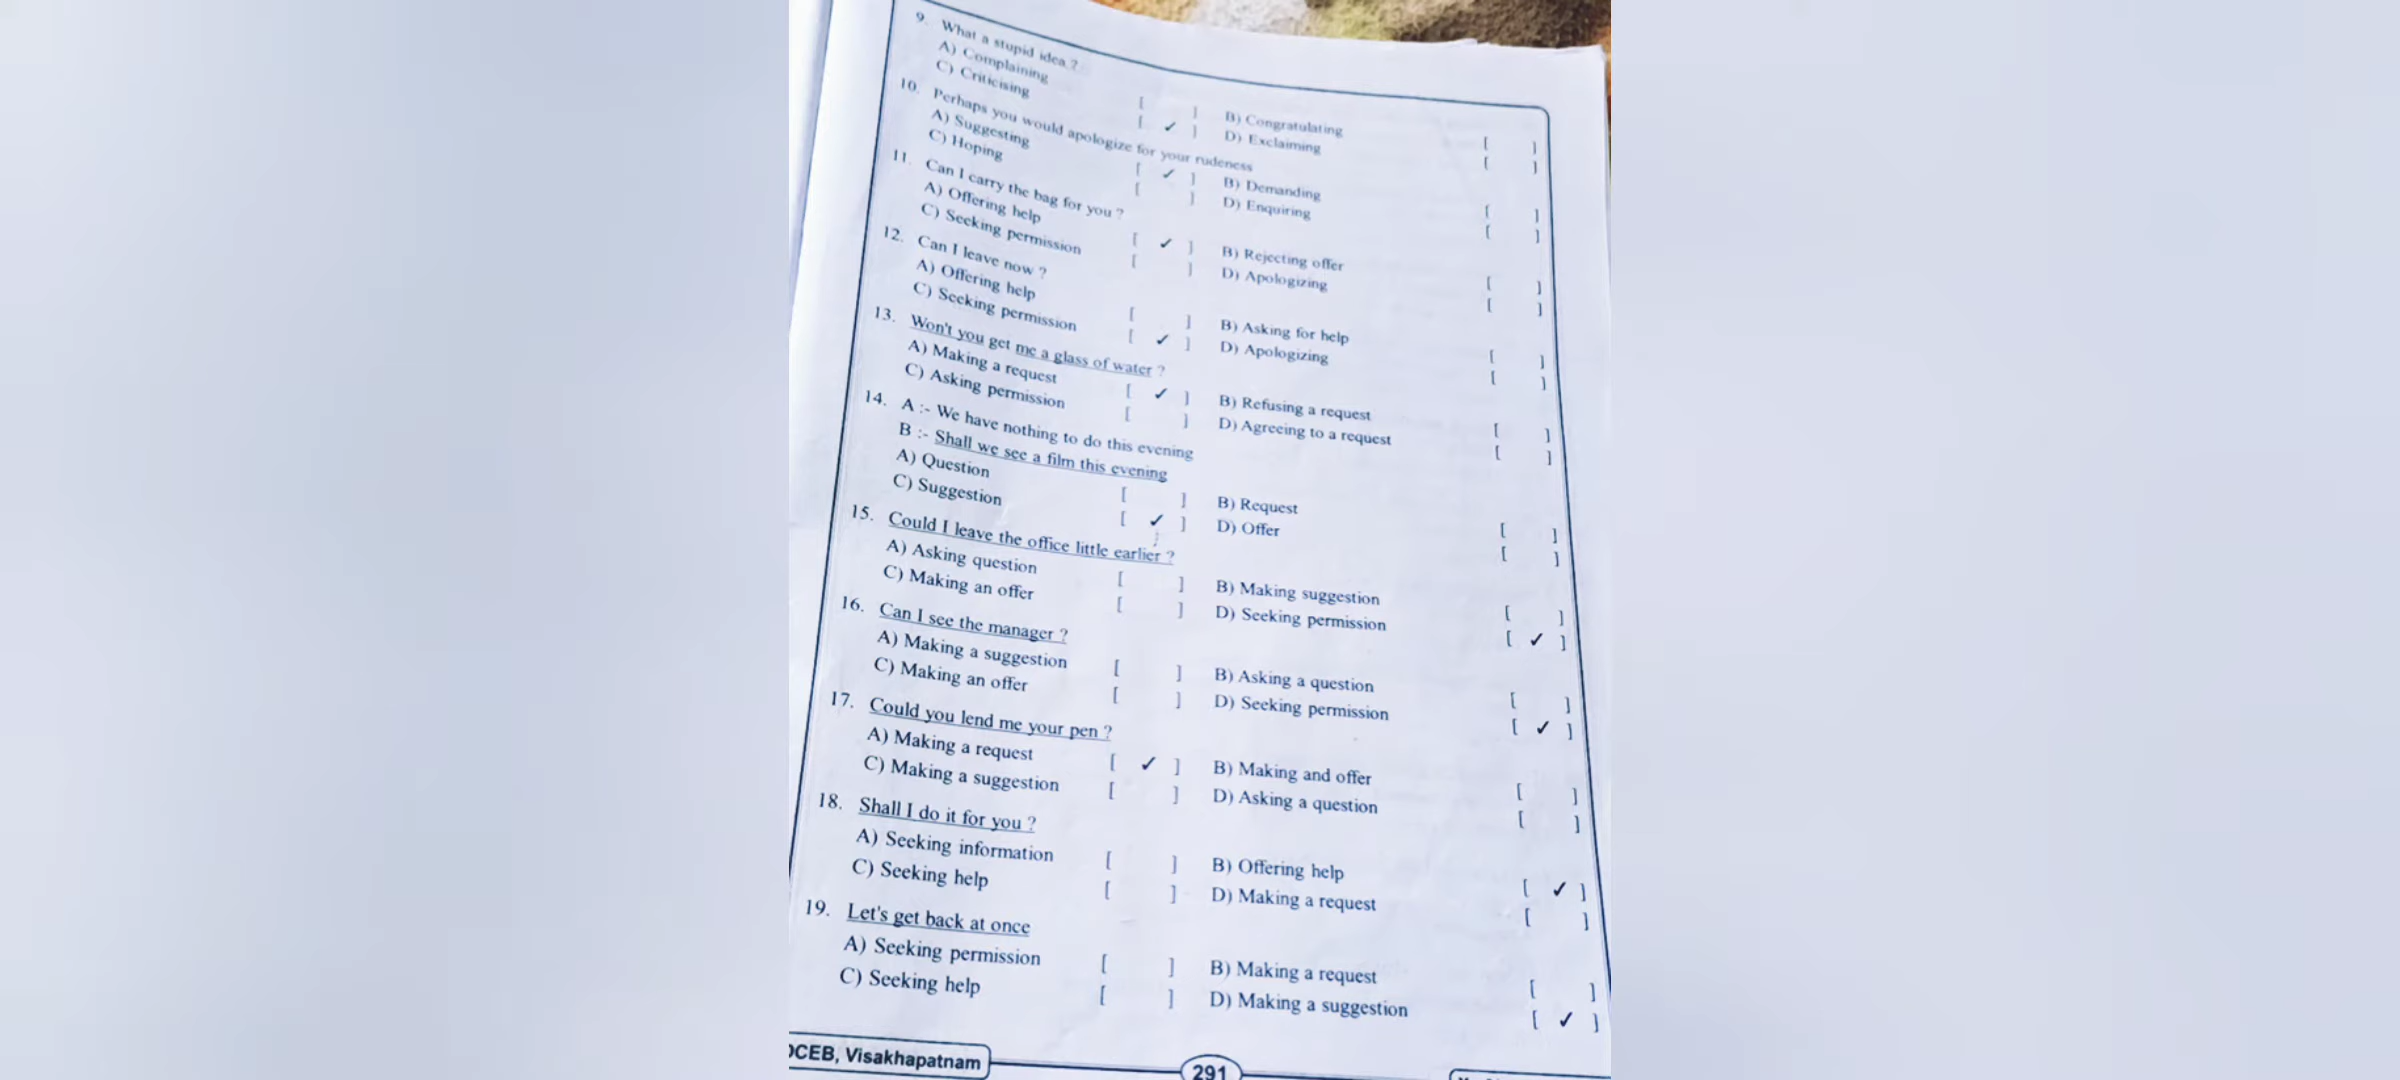 9. What a stupid idea ?
A) Complaining [ ] B) Congratulating [ ]
C) Criticising [ ✓ ] D) Exclaiming [ ]
10. Perhaps you would apologize for your rudeness
A) Suggesting [ ✓ ] B) Demanding [ ]
C) Hoping [ ] D) Enquiring [ ]
11. Can I carry the bag for you ?
A) Offering help [ ✓ ] B) Rejecting offer [ ]
C) Seeking permission [ ] D) Apologizing [ ]
12. Can I leave now ?
A) Offering help [ ] B) Asking for help [ ]
C) Seeking permission [ ✓ ] D) Apologizing [ ]
13. Won't you get me a glass of water ?
A) Making a request [ ✓ ] B) Refusing a request [ ]
C) Asking permission [ ] D) Agreeing to a request [ ]
14. A :- We have nothing to do this evening
B :- Shall we see a film this evening
A) Question [ ] B) Request [ ]
C) Suggestion [ ✓ ] D) Offer [ ]
15. Could I leave the office little earlier ?
A) Asking question [ ] B) Making suggestion [ ]
C) Making an offer [ ] D) Seeking permission [ ✓ ]
16. Can I see the manager ?
A) Making a suggestion [ ] B) Asking a question [ ]
C) Making an offer [ ] D) Seeking permission [ ✓ ]
17. Could you lend me your pen ?
A) Making a request [ ✓ ] B) Making and offer [ ]
C) Making a suggestion [ ] D) Asking a question [ ]
18. Shall I do it for you ?
A) Seeking information [ ] B) Offering help [ ✓ ]
C) Seeking help [ ] D) Making a request [ ]
19. Let's get back at once
A) Seeking permission [ ] B) Making a request [ ]
C) Seeking help [ ] D) Making a suggestion [ ✓ ]
DCEB, Visakhapatnam 291